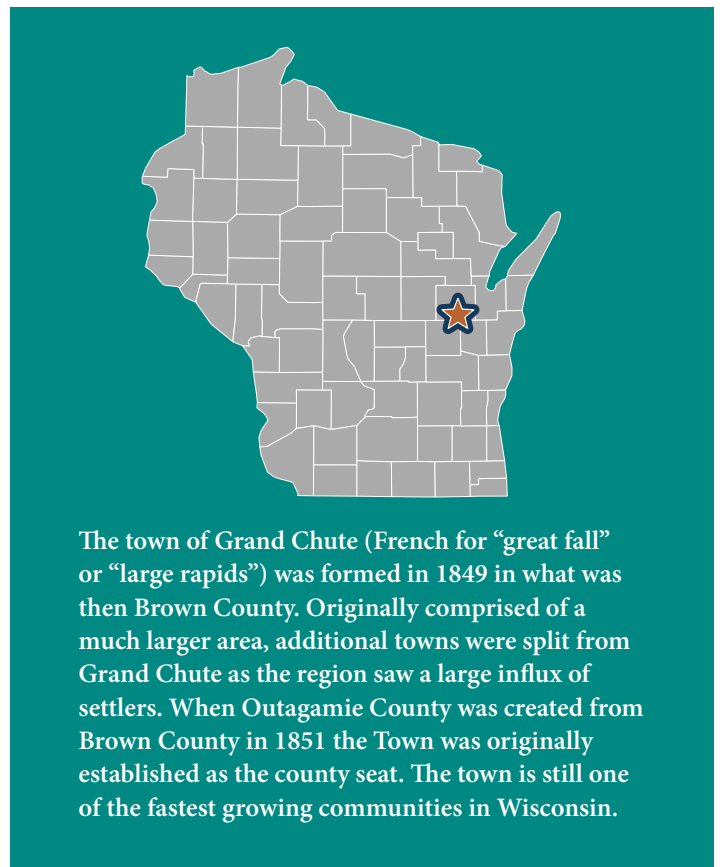 The town of Grand Chute (French for “great fall”
or “large rapids”) was formed in 1849 in what was
then Brown County. Originally comprised of a
much larger area, additional towns were split from
Grand Chute as the region saw a large influx of
settlers. When Outagamie County was created from
Brown County in 1851 the Town was originally
established as the county seat. The town is still one
of the fastest growing communities in Wisconsin.